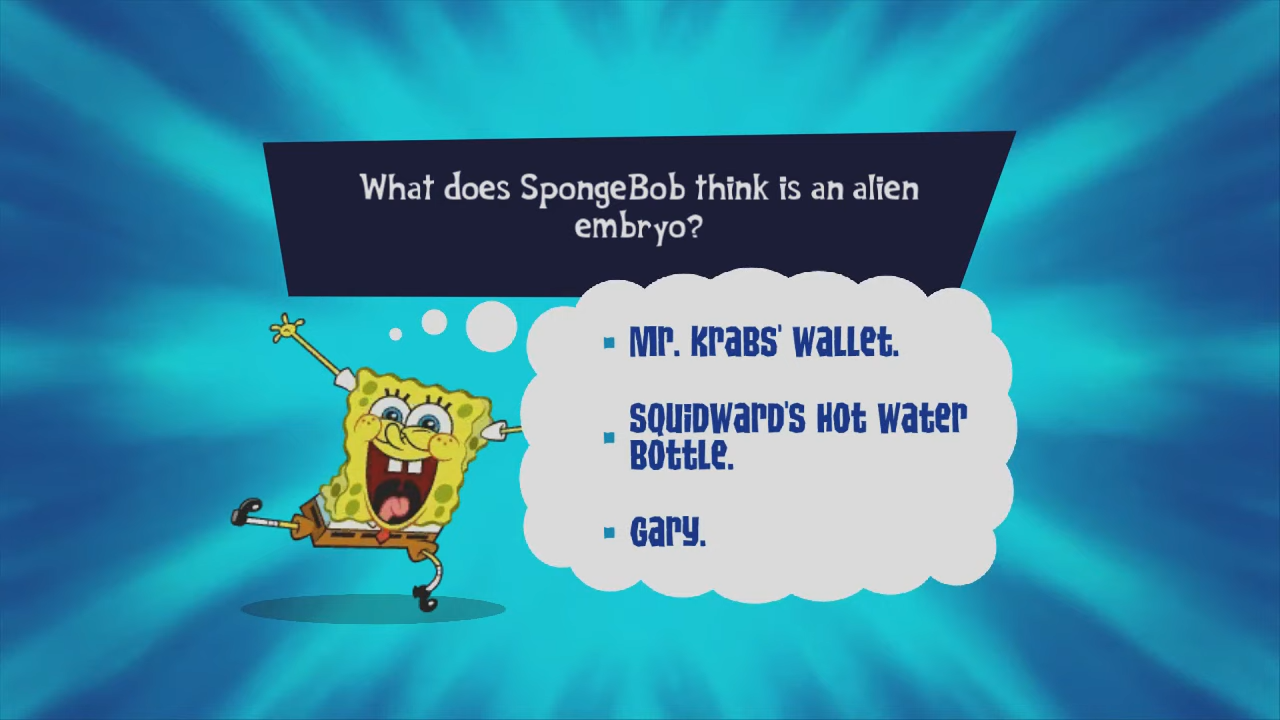 What does SpongeBob think is an alien
embryo?
Mr. Krabs' wallet.
Squidward's hot water
bottle.
Gary.